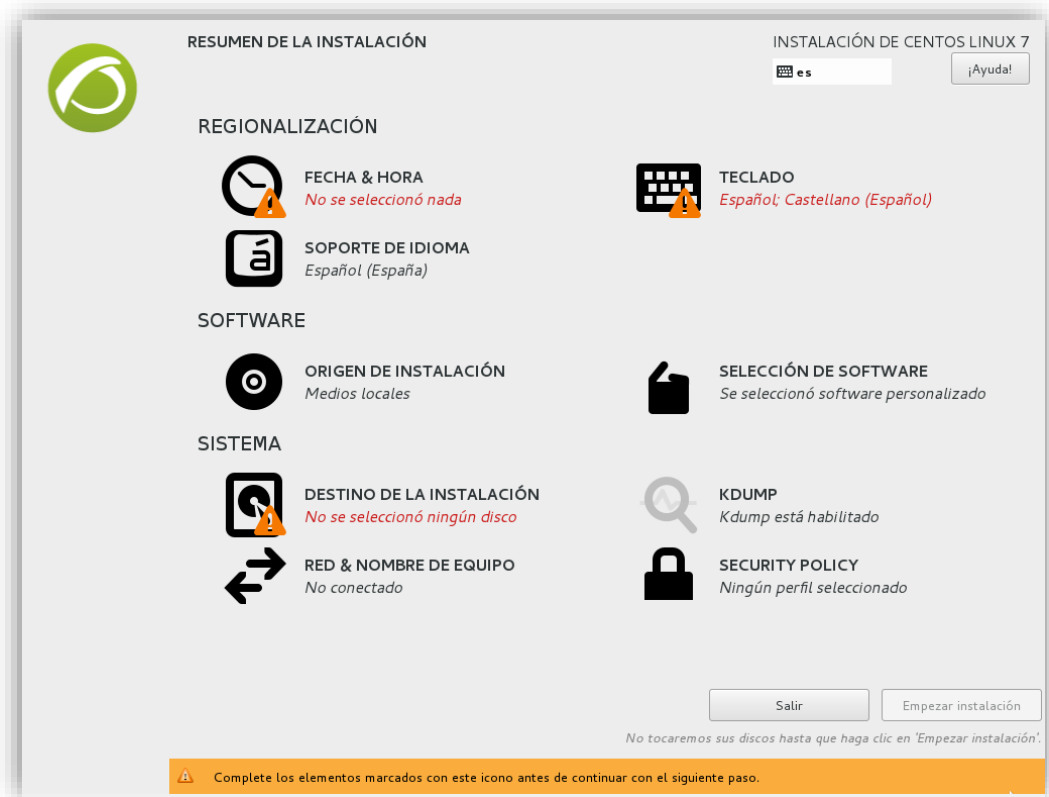 RESUMEN DE LA INSTALACIÓN
INSTALACIÓN DE CENTOS LINUX 7
es
¡Ayuda!
REGIONALIZACIÓN
FECHA & HORA
No se seleccionó nada
TECLADO
Español; Castellano (Español)
SOPORTE DE IDIOMA
Español (España)
SOFTWARE
ORIGEN DE INSTALACIÓN
Medios locales
SELECCIÓN DE SOFTWARE
Se seleccionó software personalizado
SISTEMA
DESTINO DE LA INSTALACIÓN
No se seleccionó ningún disco
KDUMP
Kdump está habilitado
RED & NOMBRE DE EQUIPO
No conectado
SECURITY POLICY
Ningún perfil seleccionado
Salir
Empezar instalación
No tocaremos sus discos hasta que haga clic en 'Empezar instalación'.
Complete los elementos marcados con este icono antes de continuar con el siguiente paso.